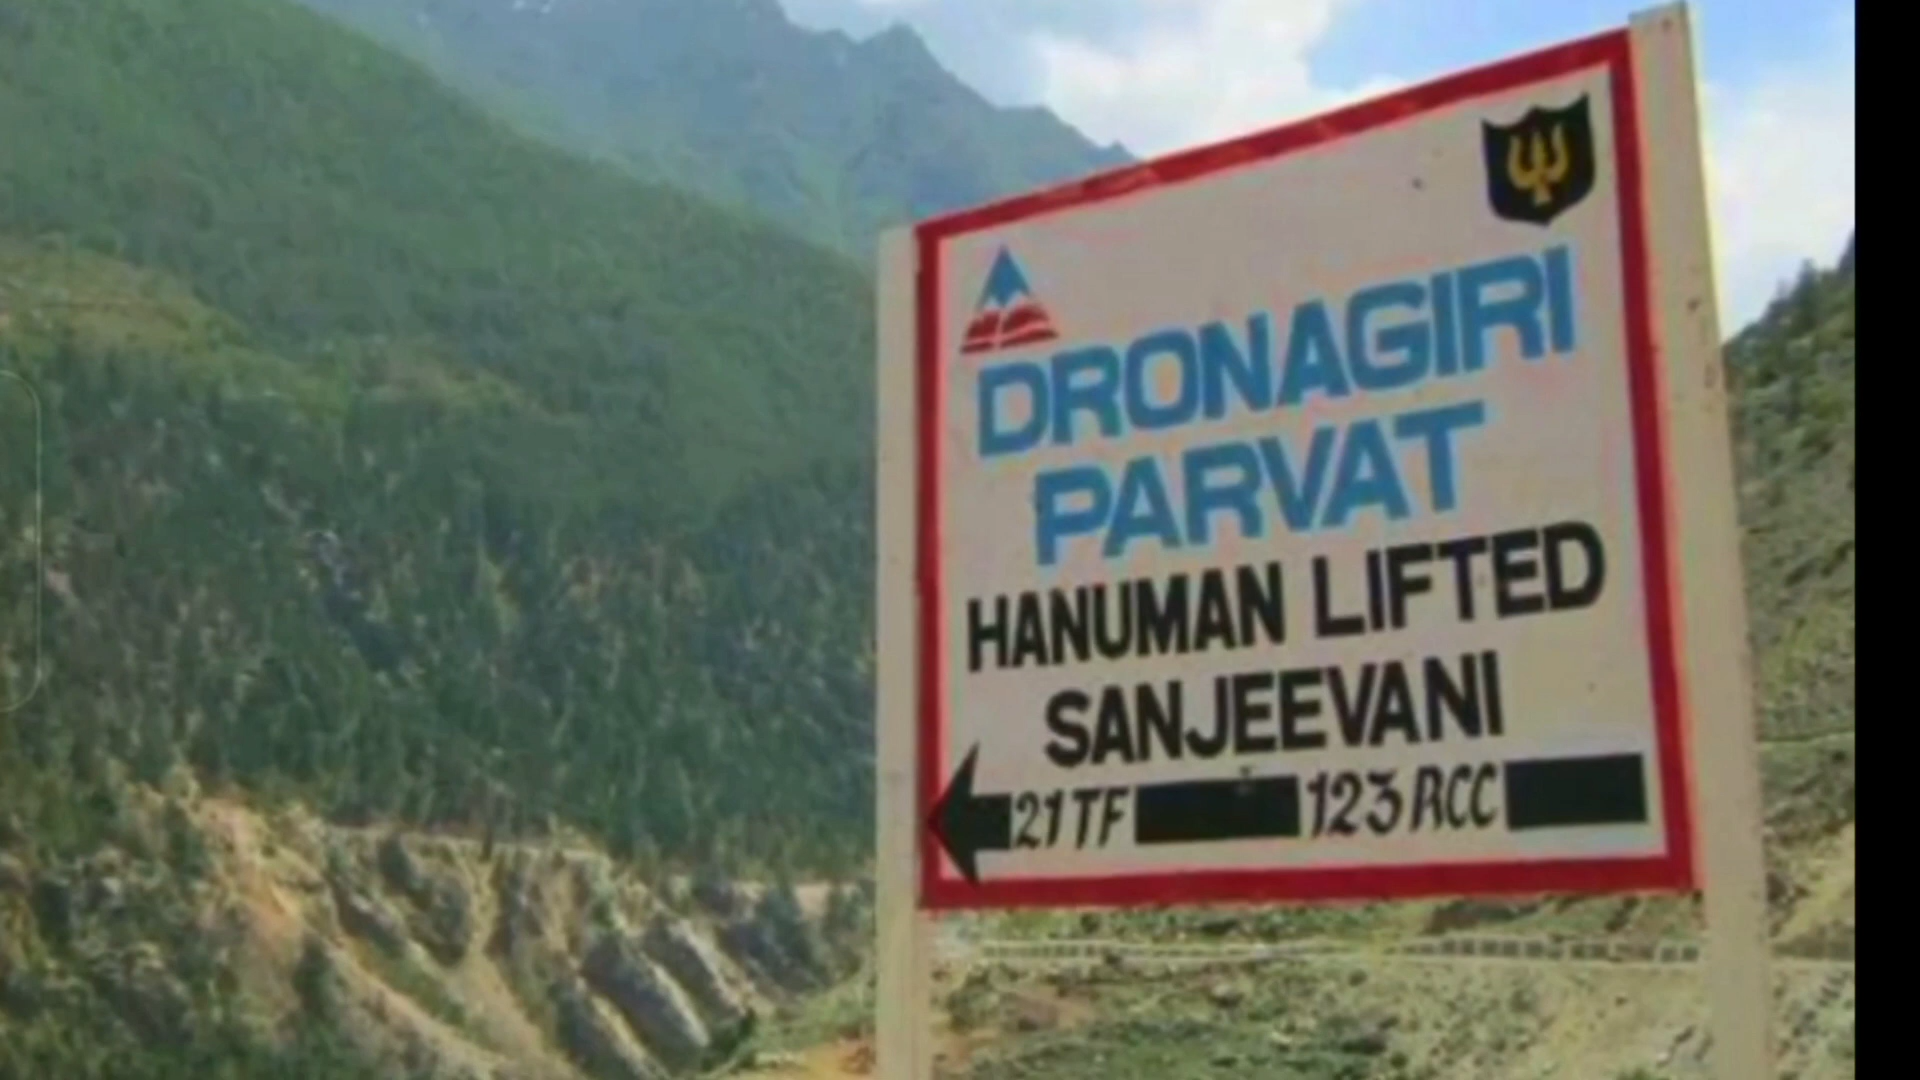 DRONAGIRI
PARVAT
HANUMAN LIFTED
SANJEEVANI
21 TF 123 RCC